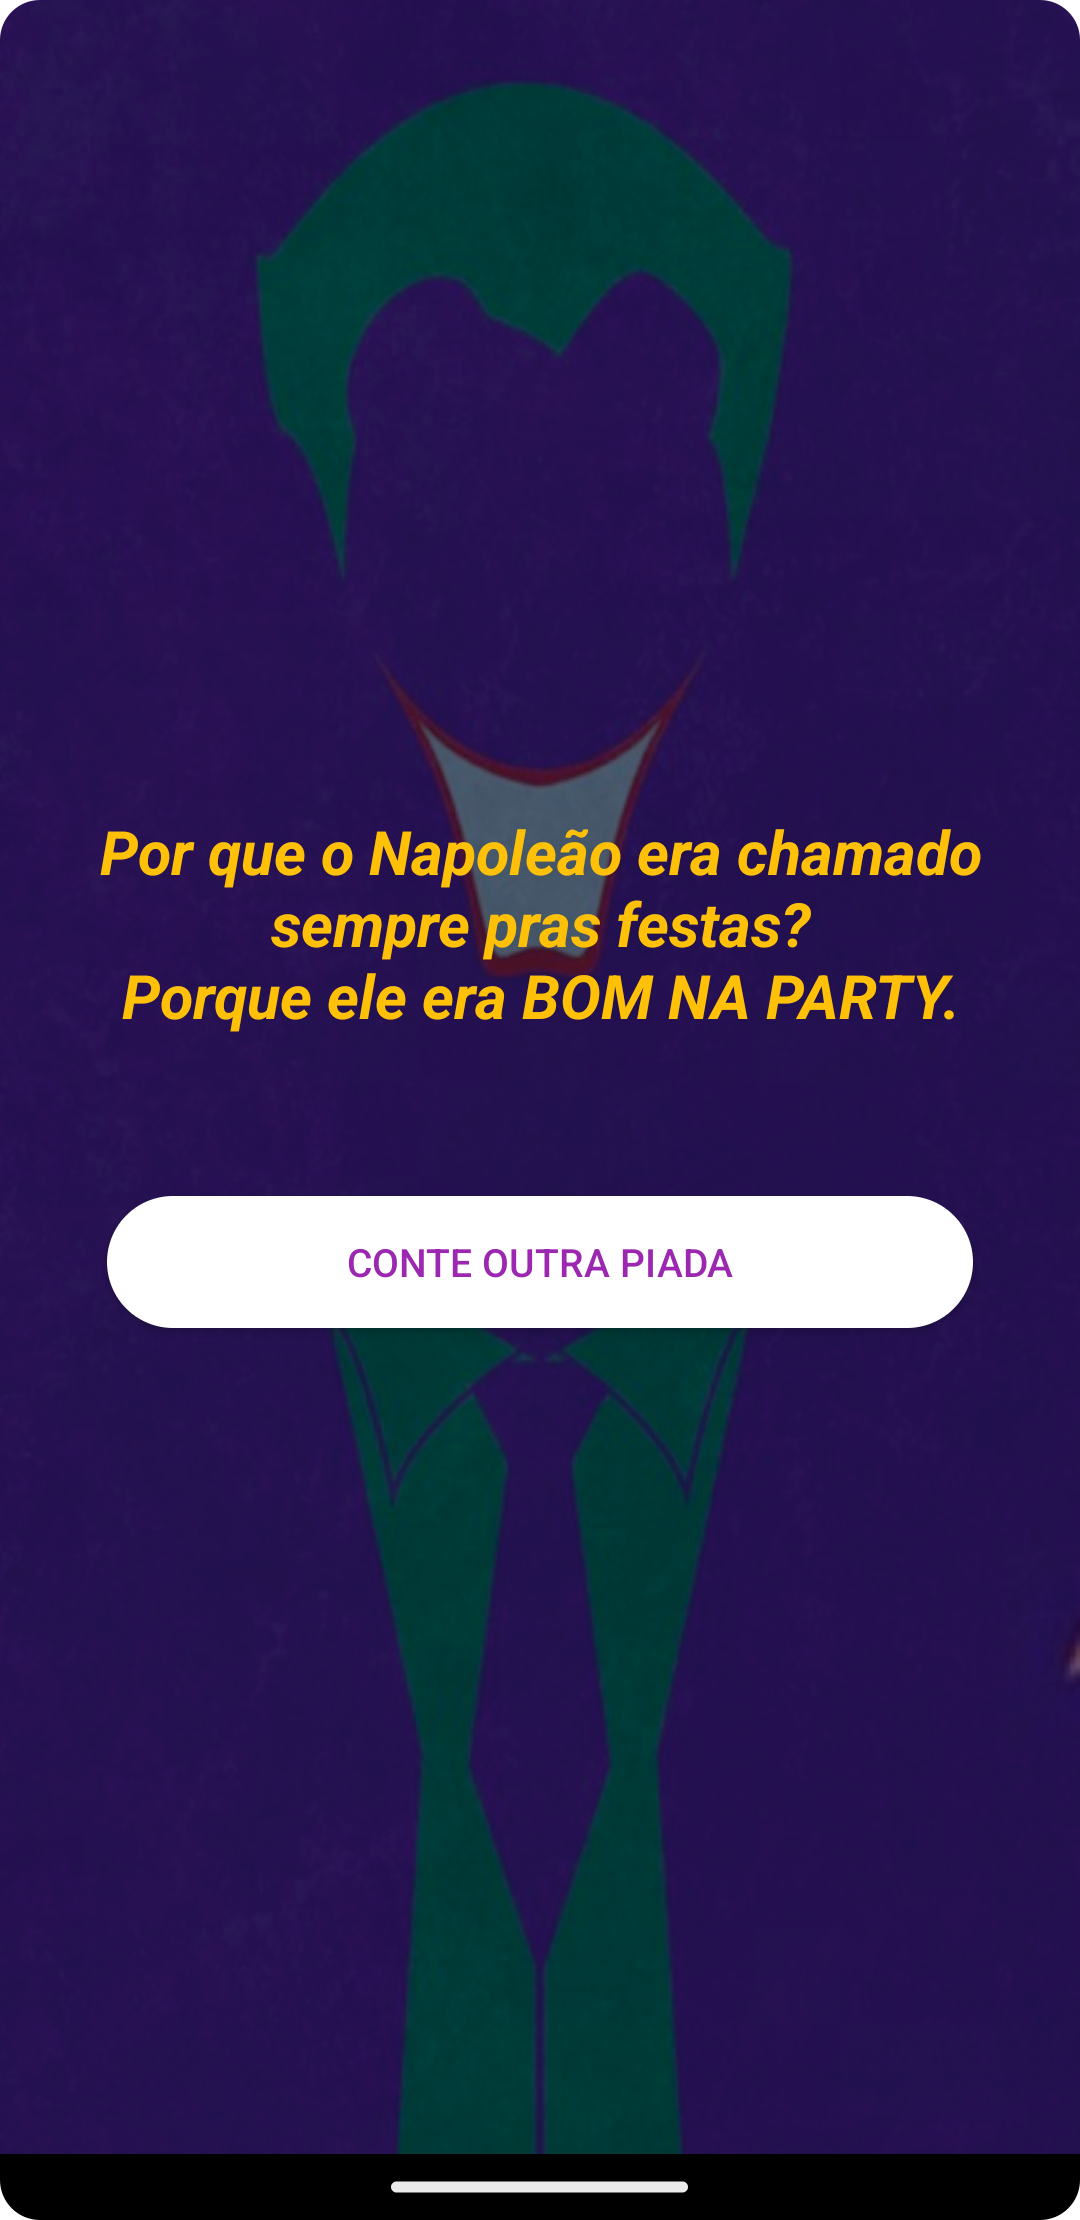 Por que o Napoleão era chamado
sempre pras festas?
Porque ele era BOM NA PARTY.
CONTE OUTRA PIADA